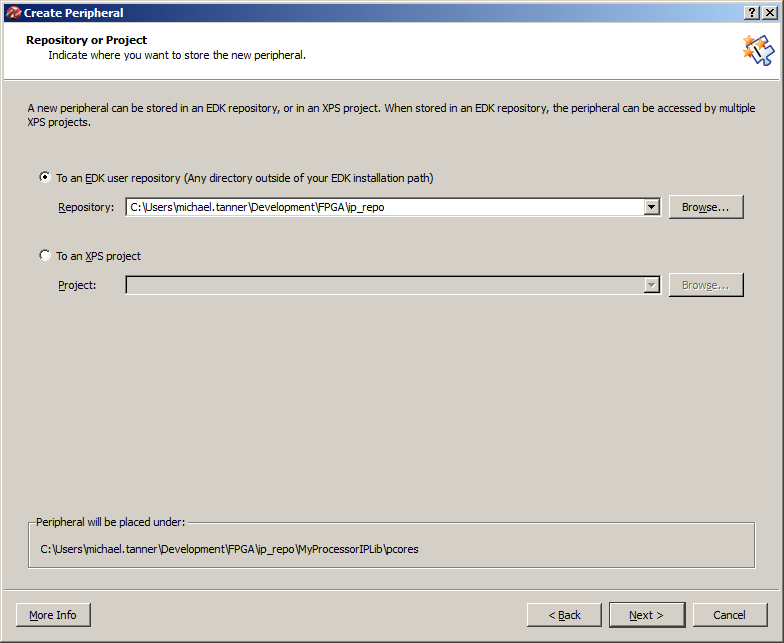 Create Peripheral
Repository or Project
Indicate where you want to store the new peripheral.
A new peripheral can be stored in an EDK repository, or in an XPS project. When stored in an EDK repository, the peripheral can be accessed by multiple
XPS projects.
To an EDK user repository (Any directory outside of your EDK installation path)
Repository: C:\Users\michael.tanner\Development\FPGA\ip_repo Browse...
To an XPS project
Project: Browse...
Peripheral will be placed under:
C:\Users\michael.tanner\Development\FPGA\ip_repo\MyProcessorIPLib\pcores
More Info < Back Next > Cancel